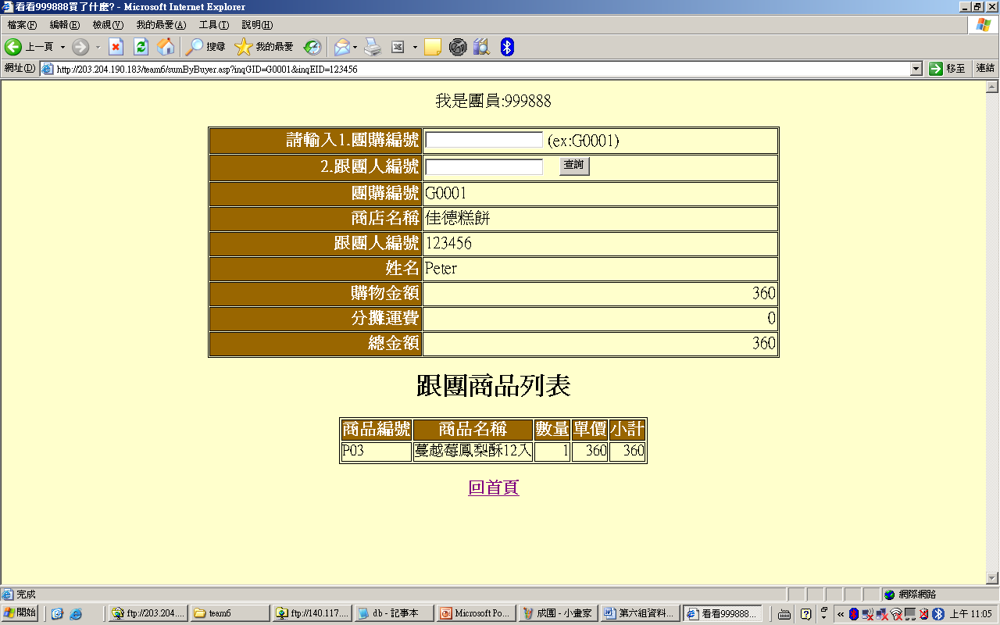 看看999888買了什麼? - Microsoft Internet Explorer
檔案(F) 編輯(E) 檢視(V) 我的最愛(A) 工具(T) 說明(H)
上一頁 搜尋 我的最愛
網址(D) http://203.204.190.183/team6/sumByBuyer.asp?inqGID=G0001&inqEID=123456 移至 連結
我是團員:999888
請輸入1.團購編號 (ex:G0001)
2.跟團人編號 查詢
團購編號 G0001
商店名稱 佳德糕餅
跟團人編號 123456
姓名 Peter
購物金額 360
分攤運費 0
總金額 360
跟團商品列表
商品編號 商品名稱 數量 單價 小計
P03 蔓越莓鳳梨酥12入 1 360 360
回首頁
完成 網際網路
開始 ftp://203.204.... team6 ftp://140.117.... db - 記事本 Microsoft Po... 成團 - 小畫家 第六組資料... 看看999888... « 上午 11:05